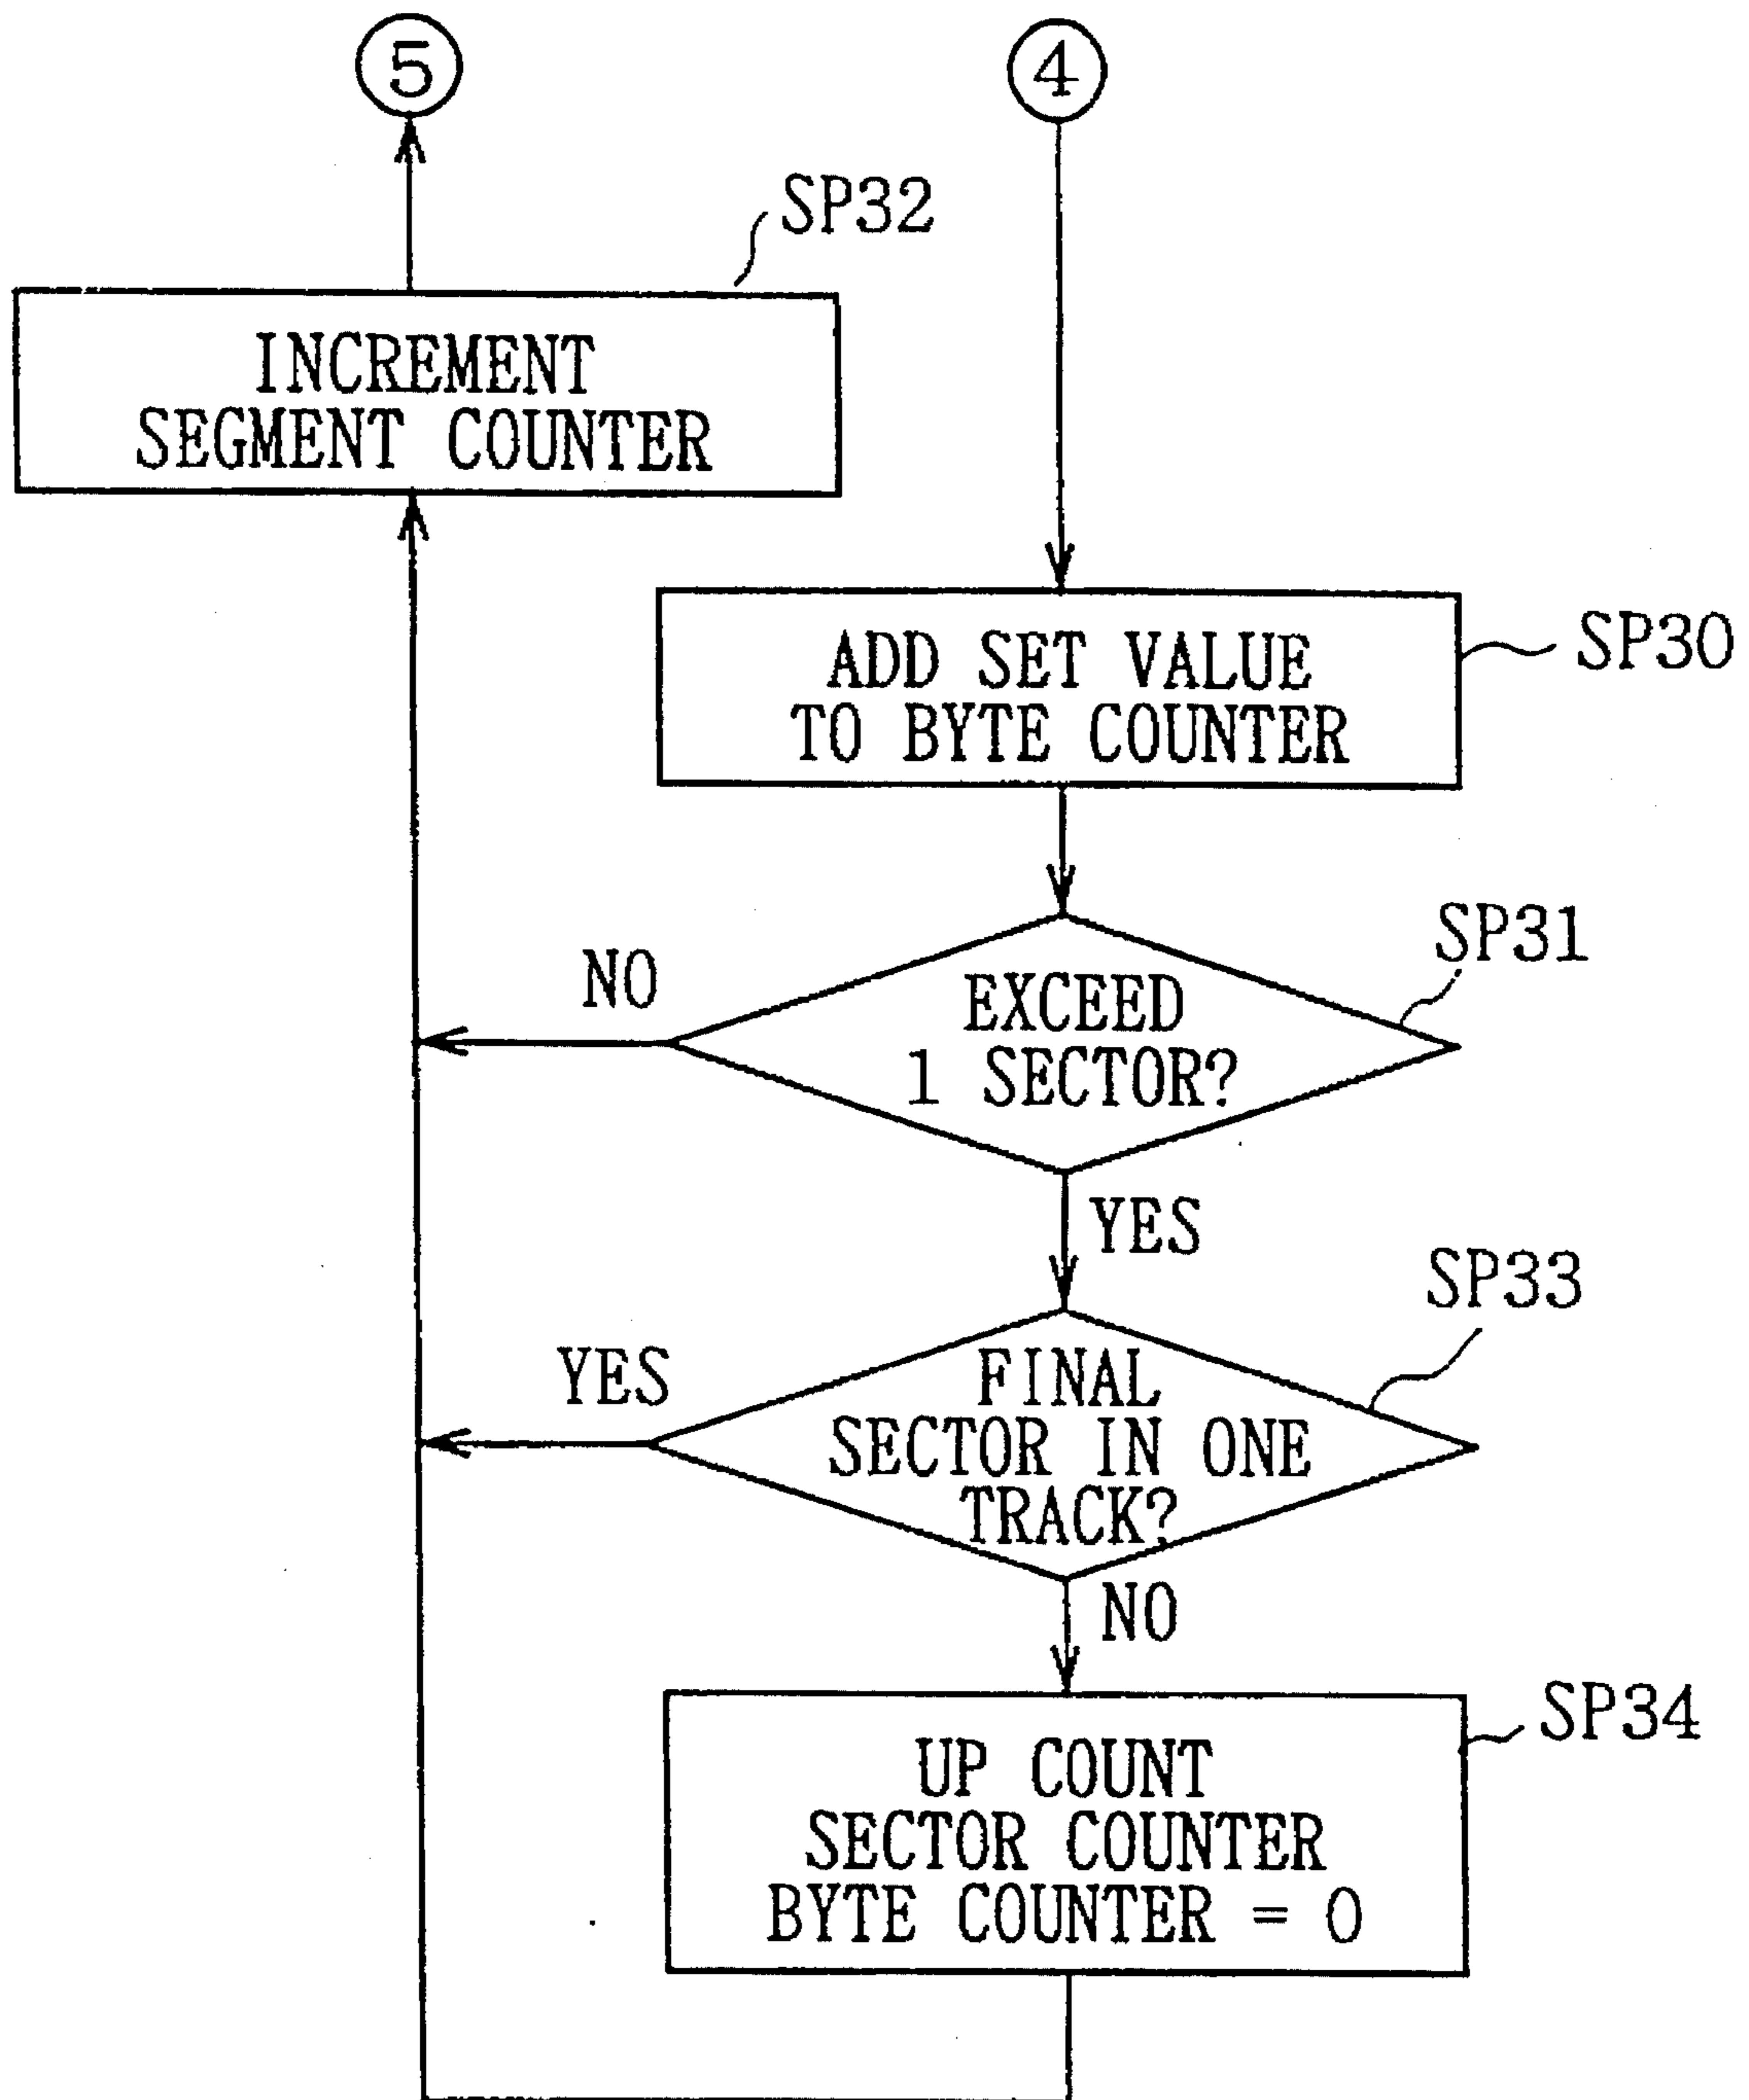 5
4
SP32
INCREMENT
SEGMENT COUNTER
SP30
ADD SET VALUE
TO BYTE COUNTER
SP31
NO
EXCEED
1 SECTOR?
YES
SP33
YES
FINAL
SECTOR IN ONE
TRACK?
NO
SP34
UP COUNT
SECTOR COUNTER
BYTE COUNTER = 0